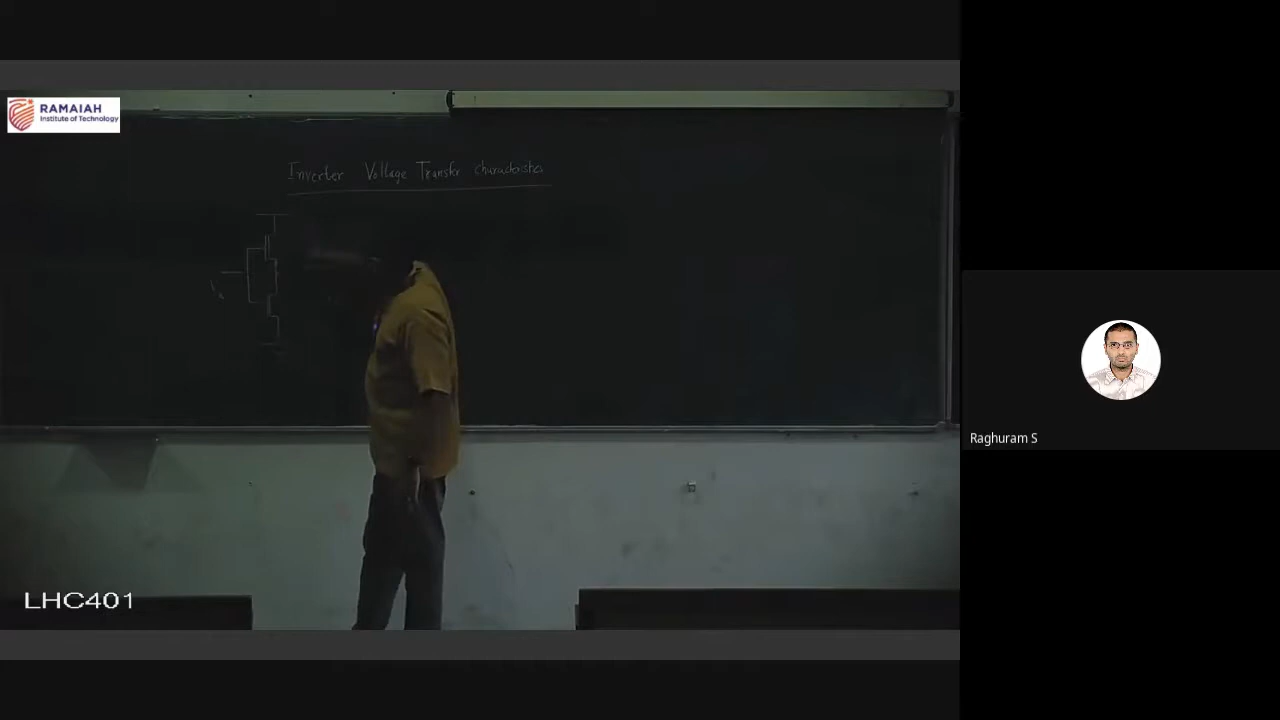 RAMAIAH
Institute of Technology
Inverter Voltage Transfer characteristics
LHC401
Raghuram S